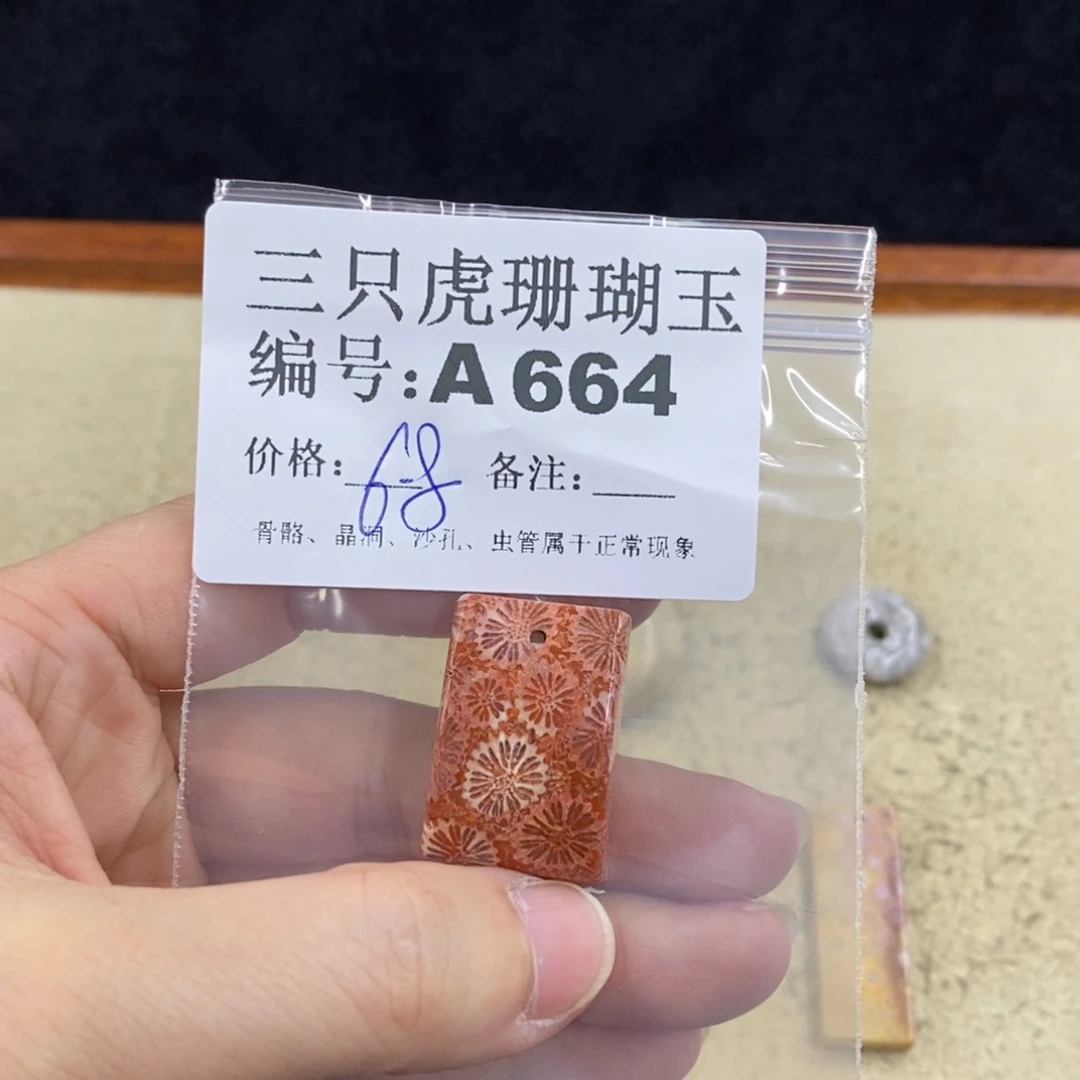 三只虎珊瑚玉
编号:A 664
价格:68 备注:
骨骼、晶洞、沙孔、虫管属于正常现象